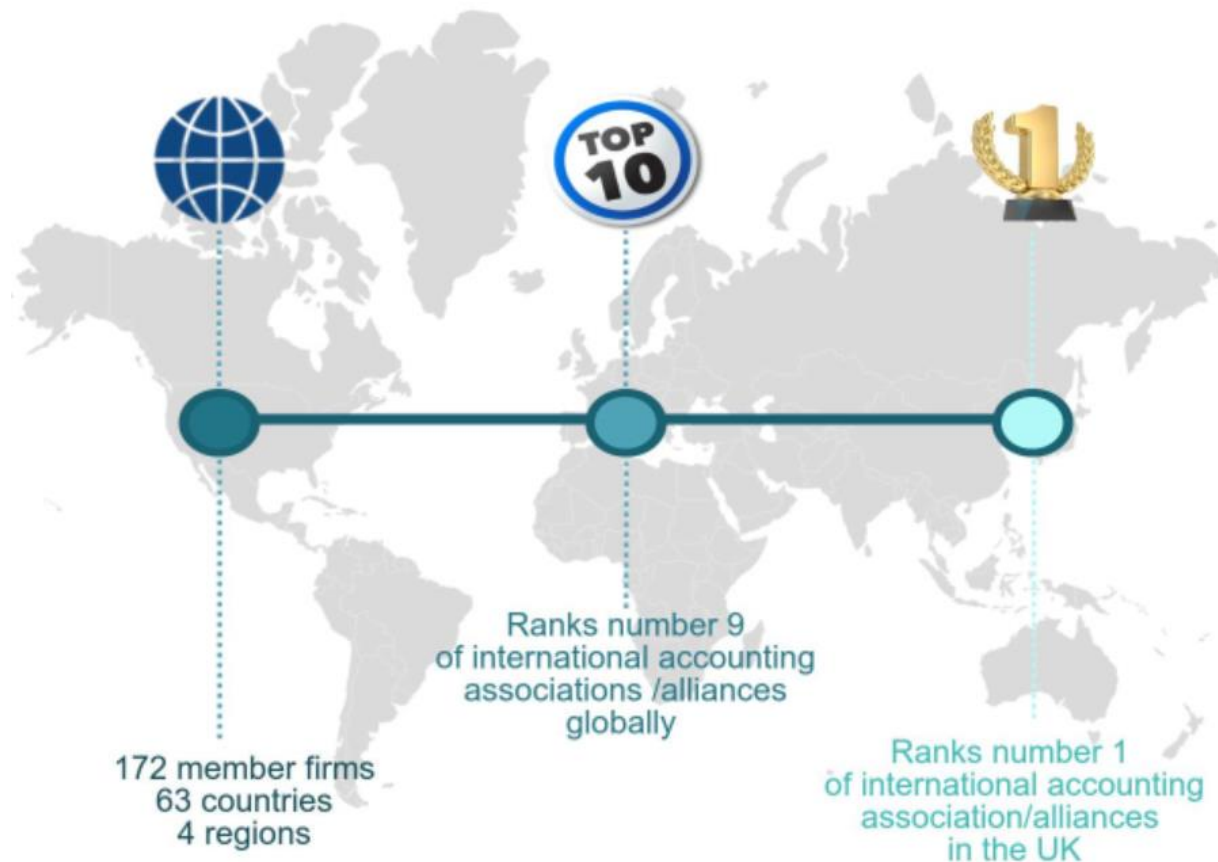 TOP
10
1
172 member firms
63 countries
4 regions
Ranks number 9
of international accounting
associations /alliances
globally
Ranks number 1
of international accounting
association/alliances
in the UK